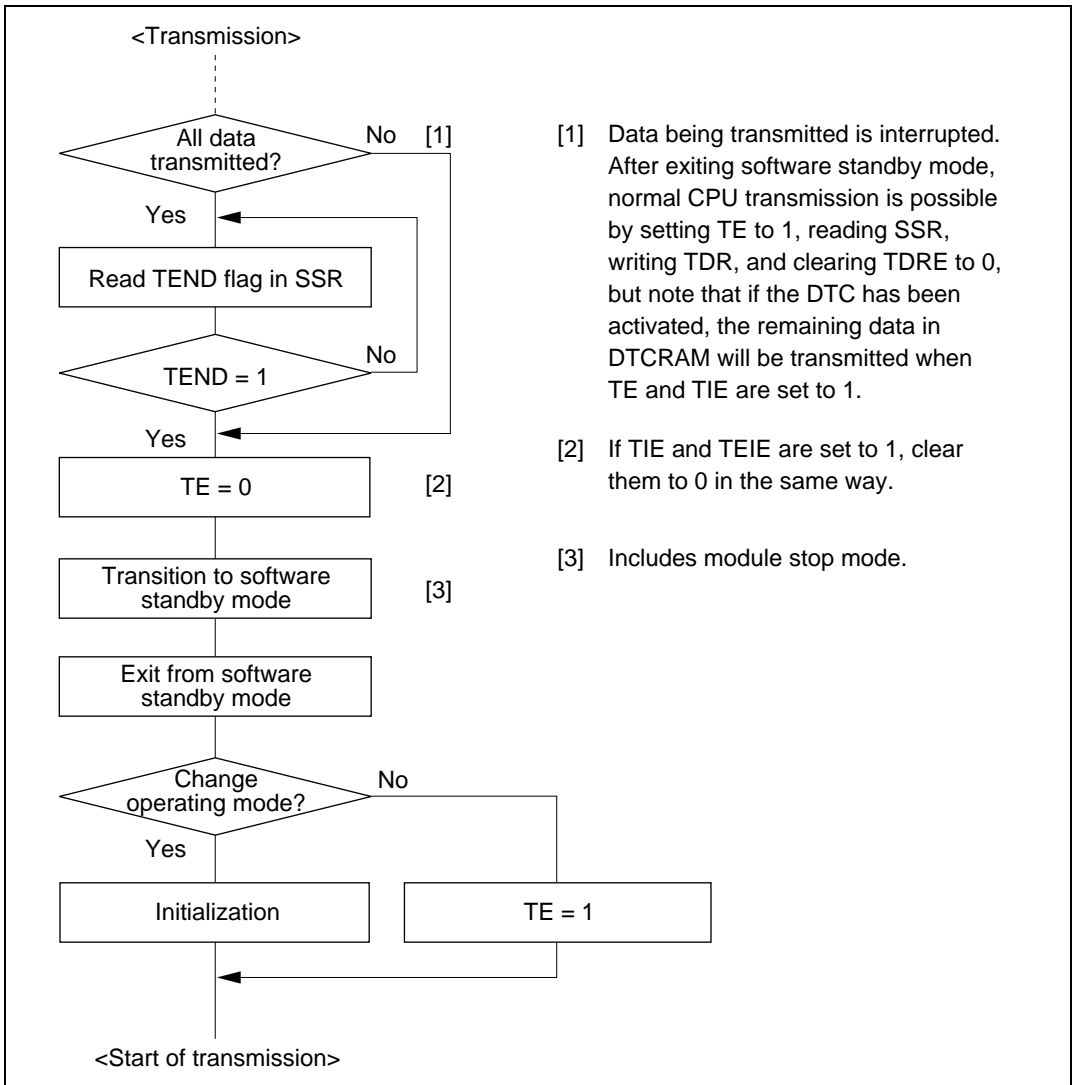 <Transmission>
All data
transmitted?
No
[1]
Yes
Read TEND flag in SSR
TEND = 1
No
Yes
TE = 0
[2]
Transition to software
standby mode
[3]
Exit from software
standby mode
Change
operating mode?
No
Yes
Initialization
TE = 1
<Start of transmission>
[1] Data being transmitted is interrupted.
After exiting software standby mode,
normal CPU transmission is possible
by setting TE to 1, reading SSR,
writing TDR, and clearing TDRE to 0,
but note that if the DTC has been
activated, the remaining data in
DTCRAM will be transmitted when
TE and TIE are set to 1.
[2] If TIE and TEIE are set to 1, clear
them to 0 in the same way.
[3] Includes module stop mode.